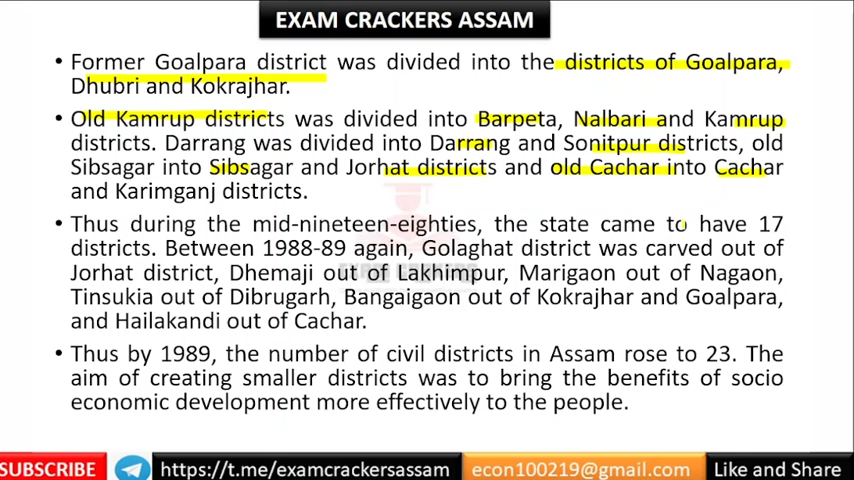 EXAM CRACKERS ASSAM
• Former Goalpara district was divided into the districts of Goalpara,
Dhubri and Kokrajhar.
• Old Kamrup districts was divided into Barpeta, Nalbari and Kamrup
districts. Darrang was divided into Darrang and Sonitpur districts, old
Sibsagar into Sibsagar and Jorhat districts and old Cachar into Cachar
and Karimganj districts.
• Thus during the mid-nineteen-eighties, the state came to have 17
districts. Between 1988-89 again, Golaghat district was carved out of
Jorhat district, Dhemaji out of Lakhimpur, Marigaon out of Nagaon,
Tinsukia out of Dibrugarh, Bangaigaon out of Kokrajhar and Goalpara,
and Hailakandi out of Cachar.
• Thus by 1989, the number of civil districts in Assam rose to 23. The
aim of creating smaller districts was to bring the benefits of socio
economic development more effectively to the people.
SUBSCRIBE https://t.me/examcrackersassam econ100219@gmail.com Like and Share